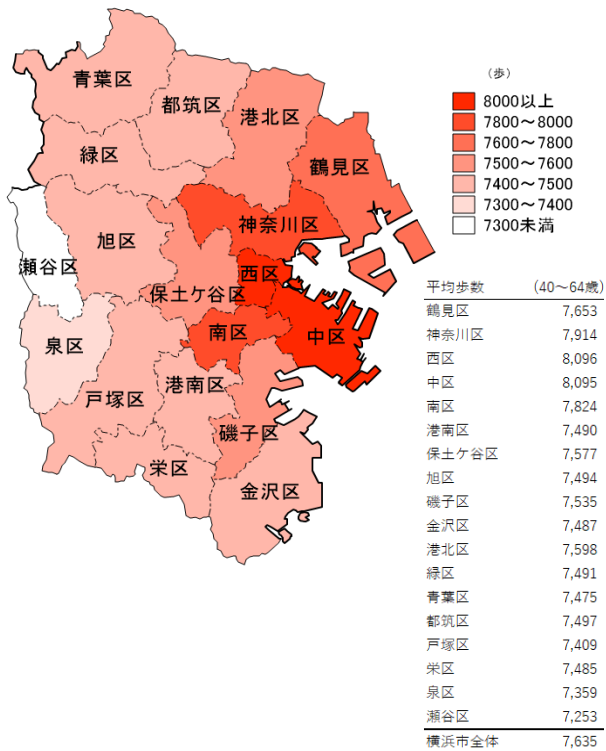 青葉区
都筑区
港北区
緑区
鶴見区
神奈川区
旭区
瀬谷区
西区
保土ケ谷区
南区
中区
泉区
戸塚区
港南区
磯子区
栄区
金沢区
（歩）
8000以上
7800～8000
7600～7800
7500～7600
7400～7500
7300～7400
7300未満
平均歩数 （40～64歳）
鶴見区 7,653
神奈川区 7,914
西区 8,096
中区 8,095
南区 7,824
港南区 7,490
保土ケ谷区 7,577
旭区 7,494
磯子区 7,535
金沢区 7,487
港北区 7,598
緑区 7,491
青葉区 7,475
都筑区 7,497
戸塚区 7,409
栄区 7,485
泉区 7,359
瀬谷区 7,253
横浜市全体 7,635